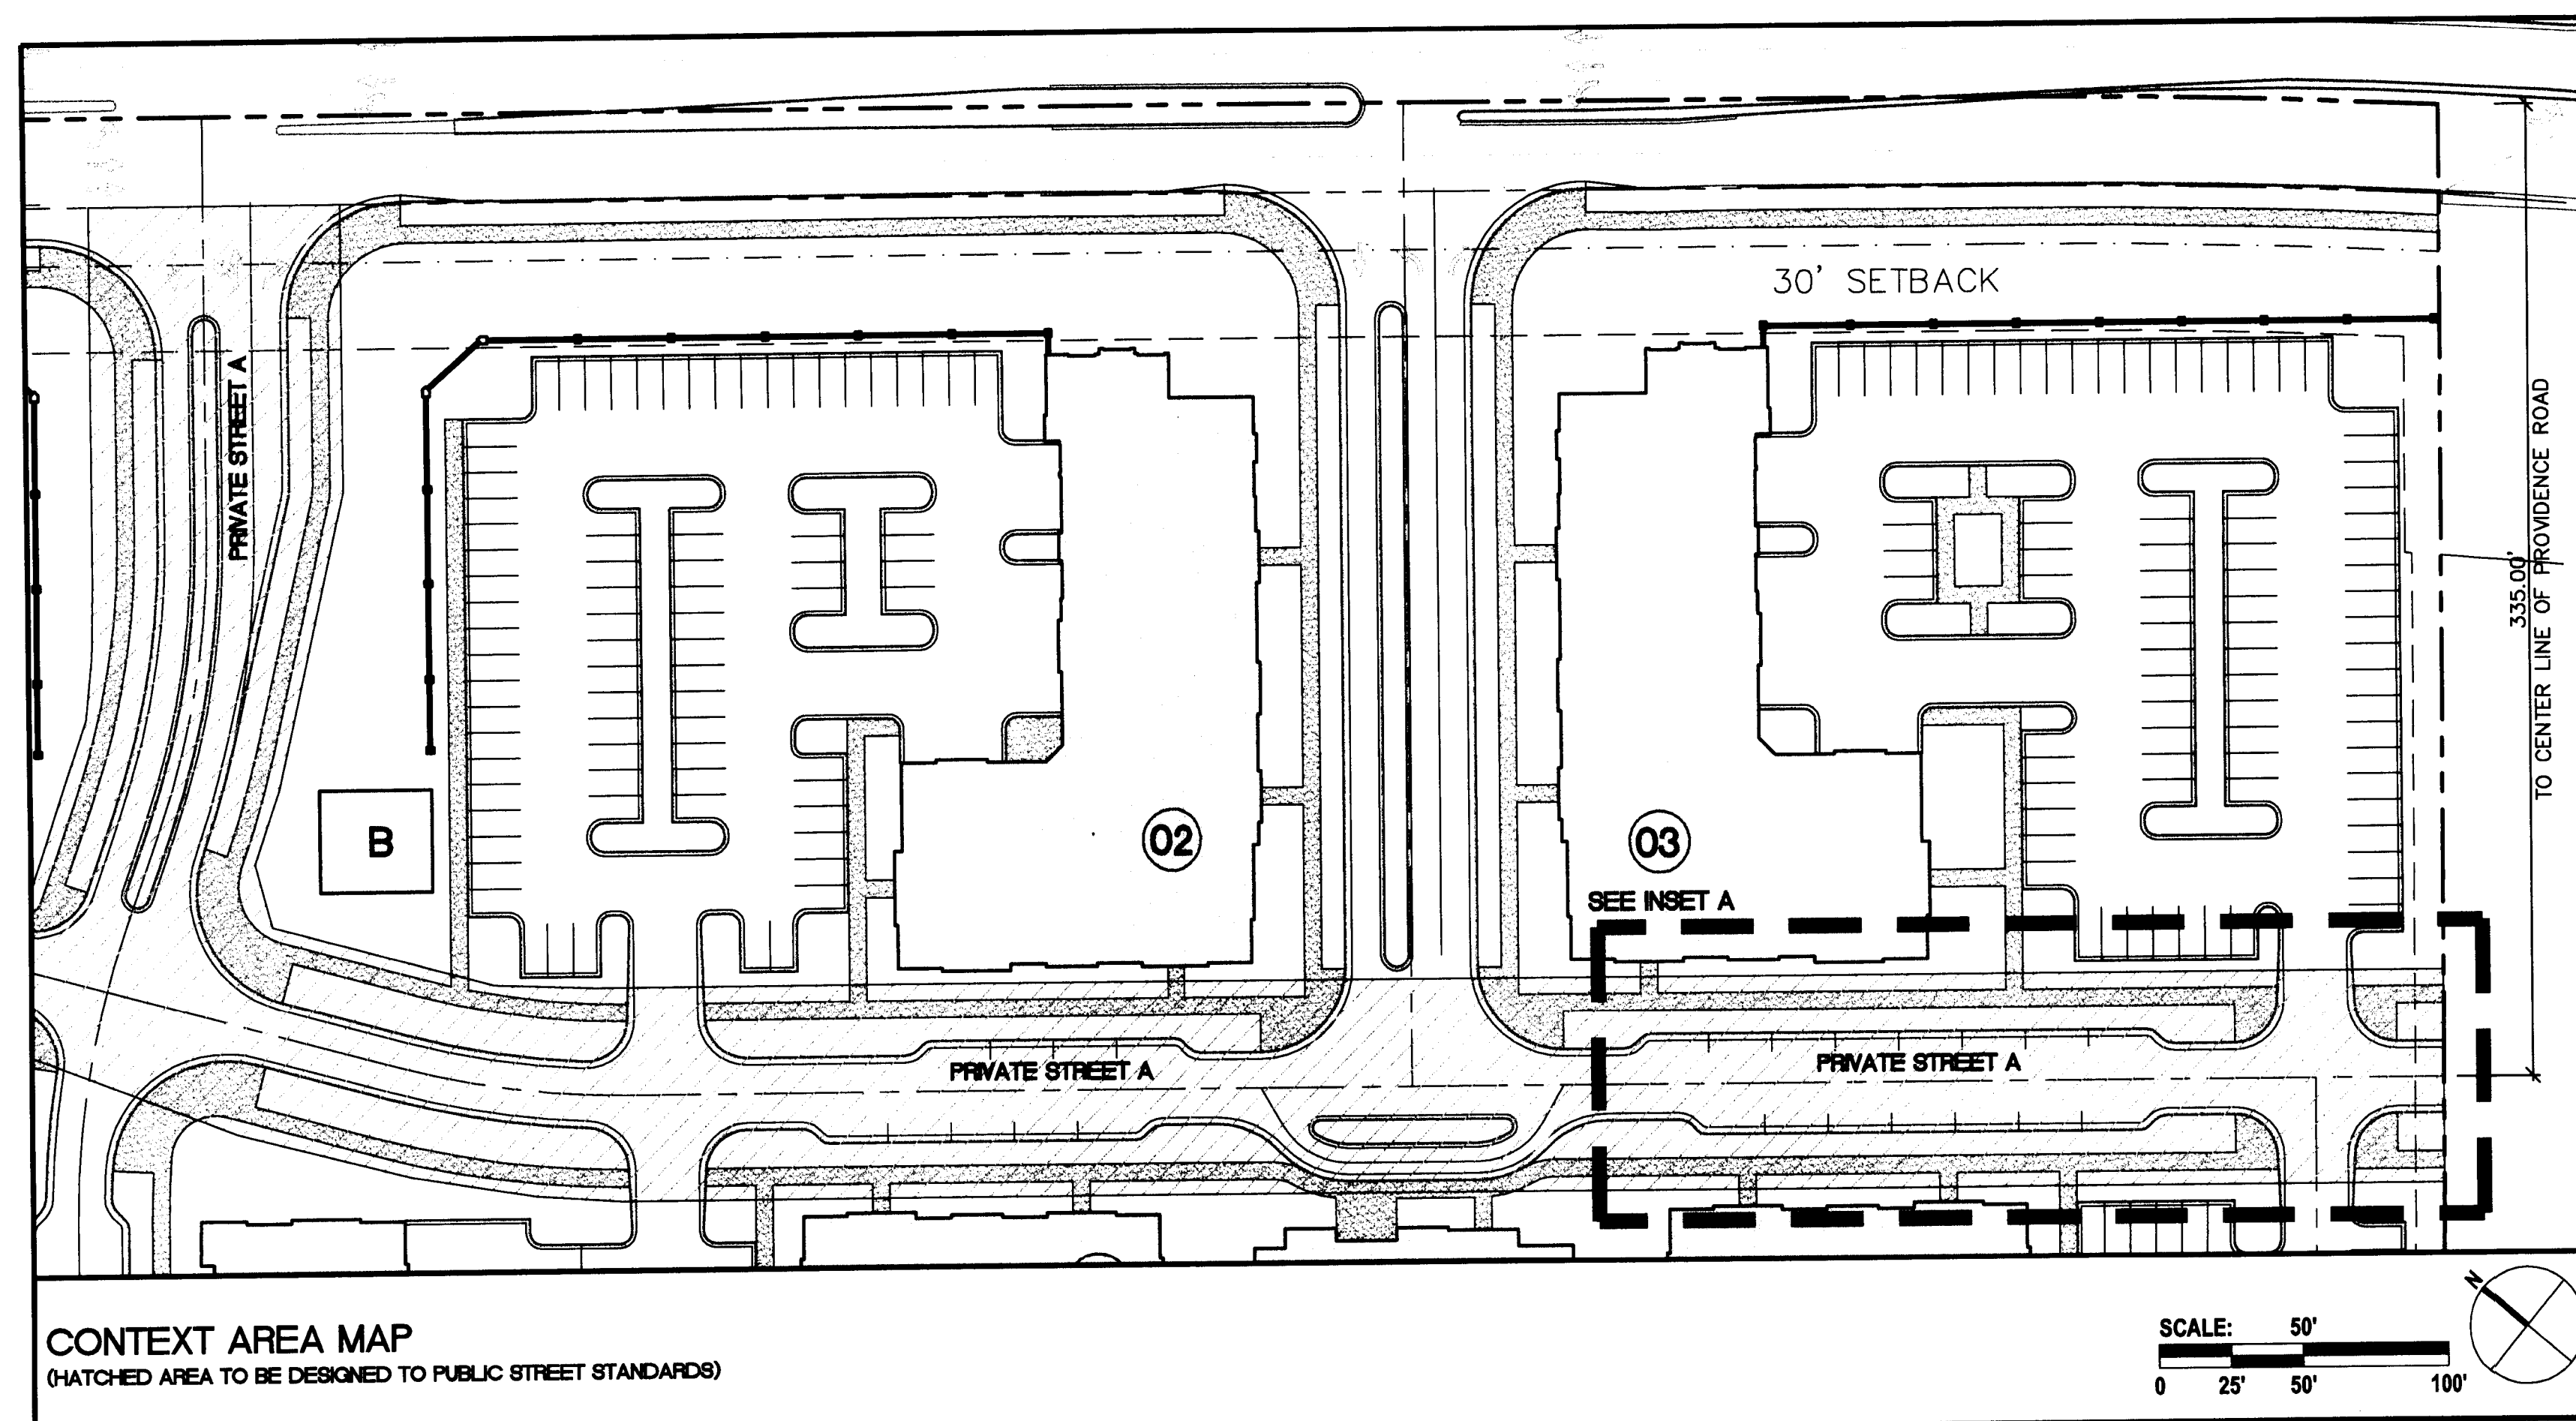 30' SETBACK
PRIVATE STREET A
335.00'
TO CENTER LINE OF PROVIDENCE ROAD
B
02
03
SEE INSET A
PRIVATE STREET A
PRIVATE STREET A
CONTEXT AREA MAP
(HATCHED AREA TO BE DESIGNED TO PUBLIC STREET STANDARDS)
N
SCALE: 50'
0 25' 50' 100'